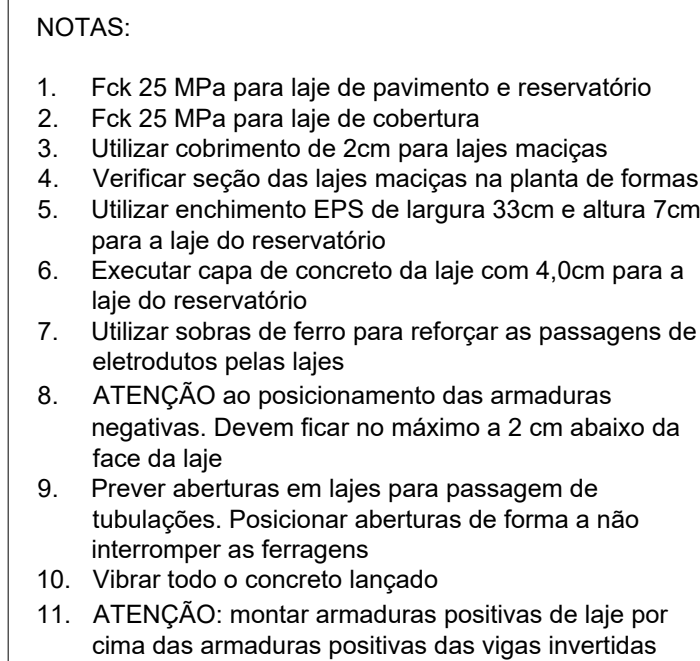 NOTAS:
1. Fck 25 MPa para laje de pavimento e reservatório
2. Fck 25 MPa para laje de cobertura
3. Utilizar cobrimento de 2cm para lajes maciças
4. Verificar seção das lajes maciças na planta de formas
5. Utilizar enchimento EPS de largura 33cm e altura 7cm
para a laje do reservatório
6. Executar capa de concreto da laje com 4,0cm para a
laje do reservatório
7. Utilizar sobras de ferro para reforçar as passagens de
eletrodutos pelas lajes
8. ATENÇÃO ao posicionamento das armaduras
negativas. Devem ficar no máximo a 2 cm abaixo da
face da laje
9. Prever aberturas em lajes para passagem de
tubulações. Posicionar aberturas de forma a não
interromper as ferragens
10. Vibrar todo o concreto lançado
11. ATENÇÃO: montar armaduras positivas de laje por
cima das armaduras positivas das vigas invertidas